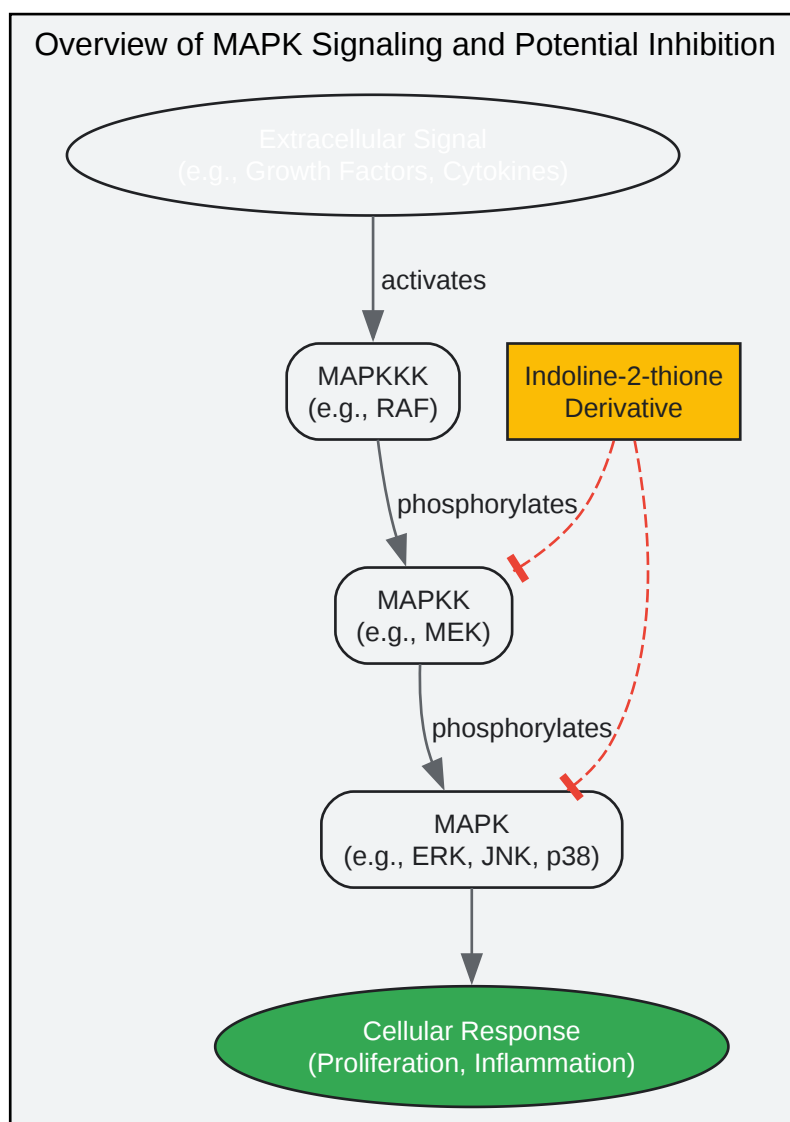 Overview of MAPK Signaling and Potential Inhibition
Extracellular Signal
(e.g., Growth Factors, Cytokines)
activates
MAPKKK
(e.g., RAF)
Indoline-2-thione
Derivative
phosphorylates
MAPKK
(e.g., MEK)
phosphorylates
MAPK
(e.g., ERK, JNK, p38)
Cellular Response
(Proliferation, Inflammation)